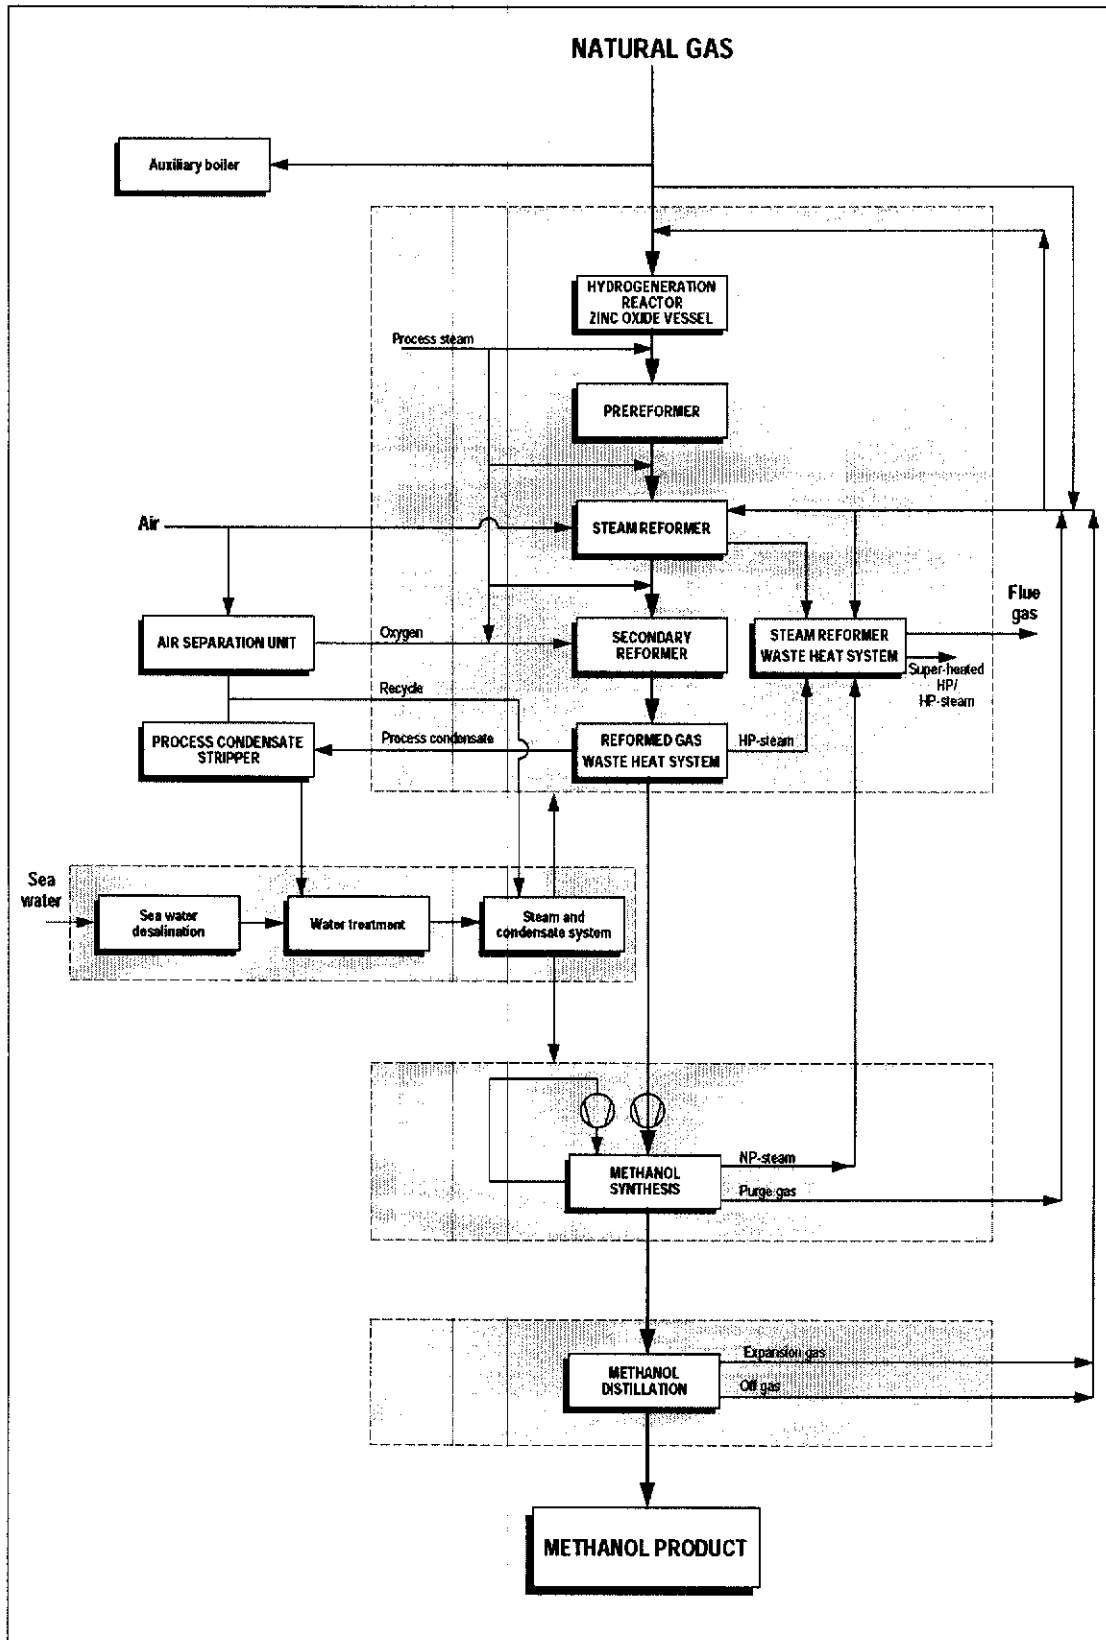 NATURAL GAS
Auxiliary boiler
HYDROGENERATION
REACTOR
ZINC OXIDE VESSEL
Process steam
PREREFORMER
Air
STEAM REFORMER
Flue
gas
AIR SEPARATION UNIT
Oxygen
SECONDARY
REFORMER
STEAM REFORMER
WASTE HEAT SYSTEM
Super-heated
HP/
HP-steam
Recycle
PROCESS CONDENSATE
STRIPPER
Process condensate
REFORMED GAS
WASTE HEAT SYSTEM
HP-steam
Sea
water
Sea water
desalination
Water treatment
Steam and
condensate system
METHANOL
SYNTHESIS
NP-steam
Purge gas
METHANOL
DISTILLATION
Expansion gas
Off gas
METHANOL PRODUCT